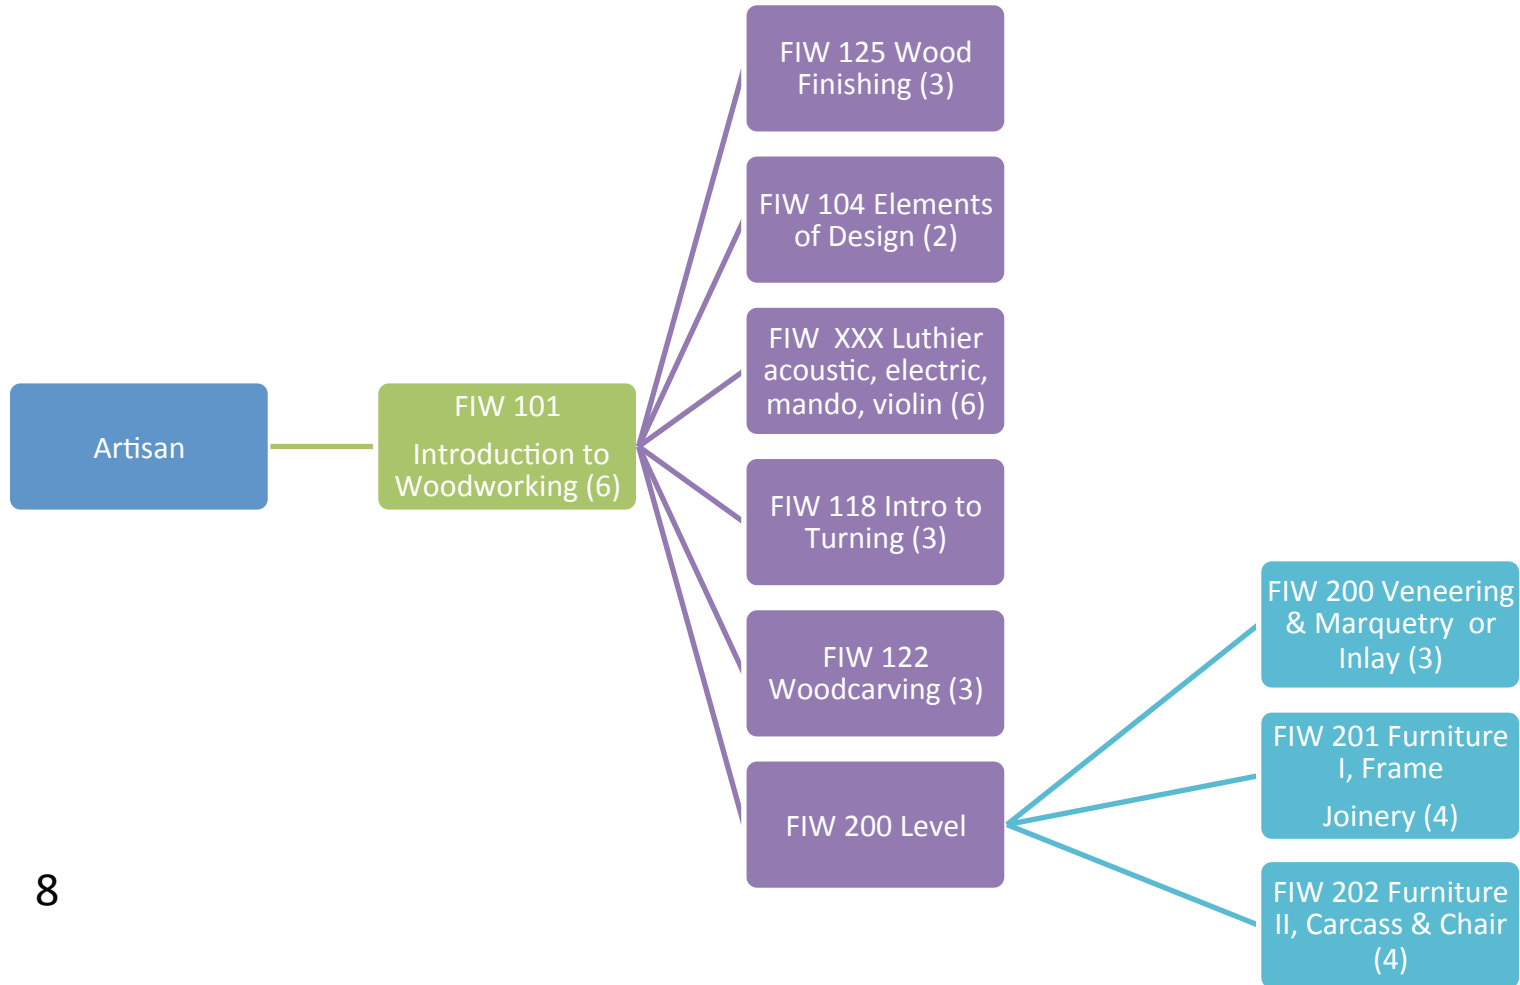 Artisan
FIW 101
Introduction to
Woodworking (6)
FIW 125 Wood
Finishing (3)
FIW 104 Elements
of Design (2)
FIW  XXX Luthier
acoustic, electric,
mando, violin (6)
FIW 118 Intro to
Turning (3)
FIW 122
Woodcarving (3)
FIW 200 Level
FIW 200 Veneering
& Marquetry  or
Inlay (3)
FIW 201 Furniture
I, Frame
Joinery (4)
FIW 202 Furniture
II, Carcass & Chair
(4)
8